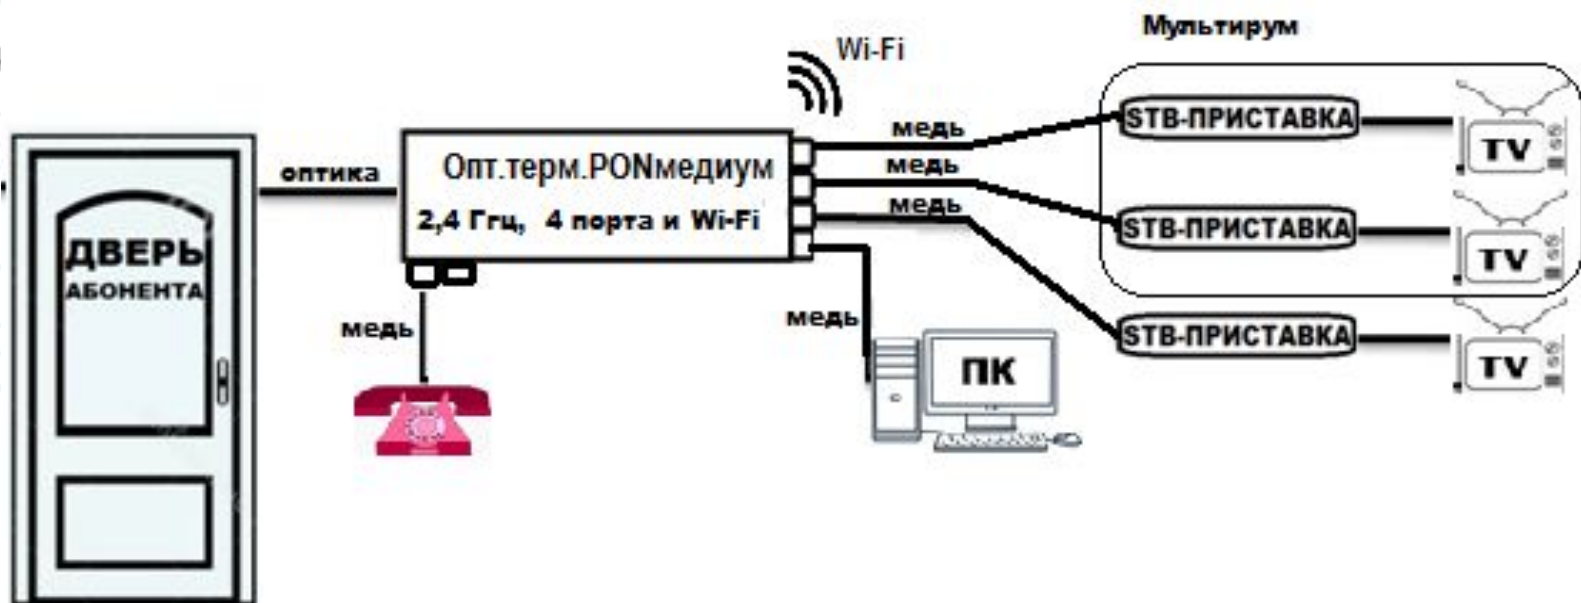 Мультирум
Wi-Fi
медь
STB-ПРИСТАВКА
TV
оптика
Опт.терм.PONмедиум
медь
2,4 Ггц, 4 порта и Wi-Fi
медь
STB-ПРИСТАВКА
TV
ДВЕРЬ
АБОНЕНТА
медь
медь
STB-ПРИСТАВКА
TV
ПК